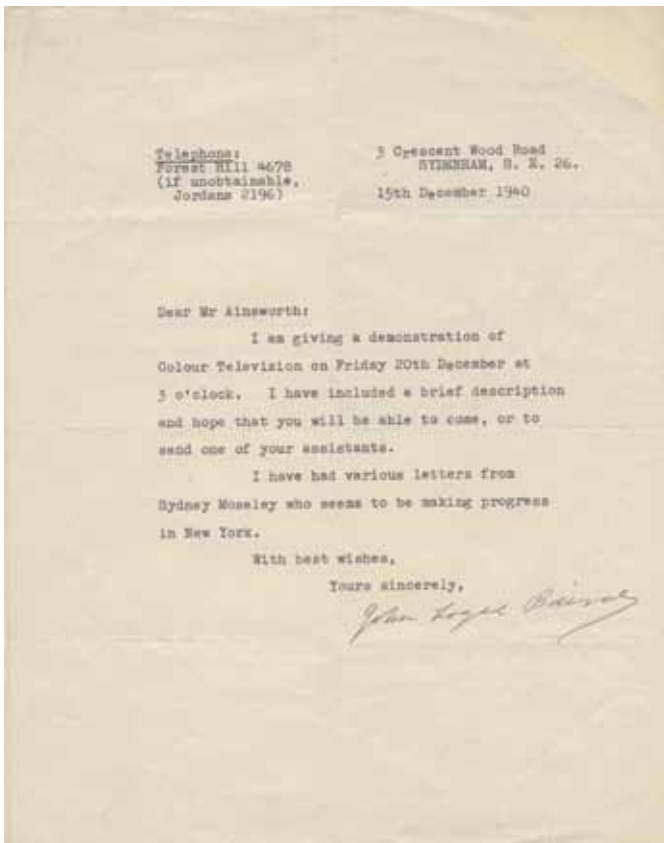 Telephone:
Forest Hill 4678
(if unobtainable,
Jordans 2196)
3 Crescent Wood Road
SYDENHAM, S. E. 26.
15th December 1940
Dear Mr Ainsworth:
I am giving a demonstration of
Colour Television on Friday 20th December at
3 o'clock. I have included a brief description
and hope that you will be able to come, or to
send one of your assistants.
I have had various letters from
Sydney Moseley who seems to be making progress
in New York.
With best wishes,
Yours sincerely,
John Logie Baird